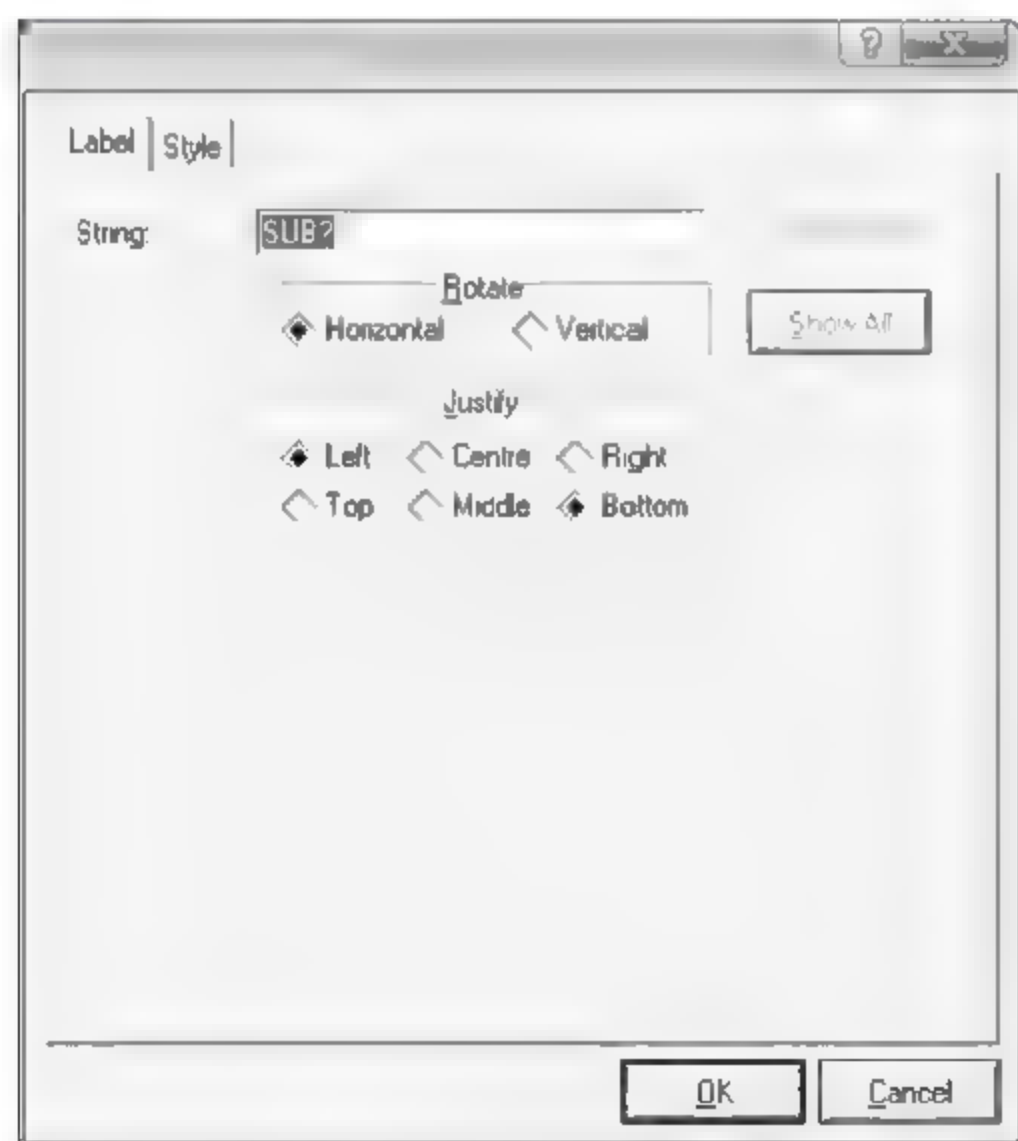 Label Style
String: SUB?
Rotate
Horizontal Vertical Show All
Justify
Left Centre Right
Top Middle Bottom
OK Cancel